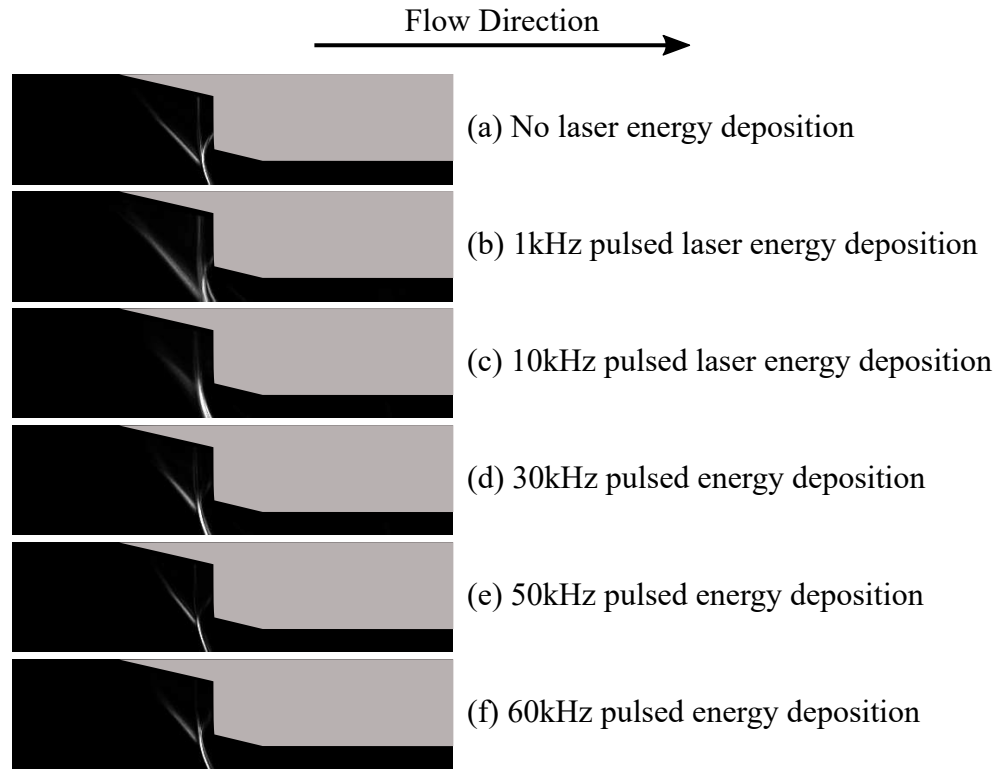 Flow Direction
(a) No laser energy deposition
(b) 1kHz pulsed laser energy deposition
(c) 10kHz pulsed laser energy deposition
(d) 30kHz pulsed energy deposition
(e) 50kHz pulsed energy deposition
(f) 60kHz pulsed energy deposition